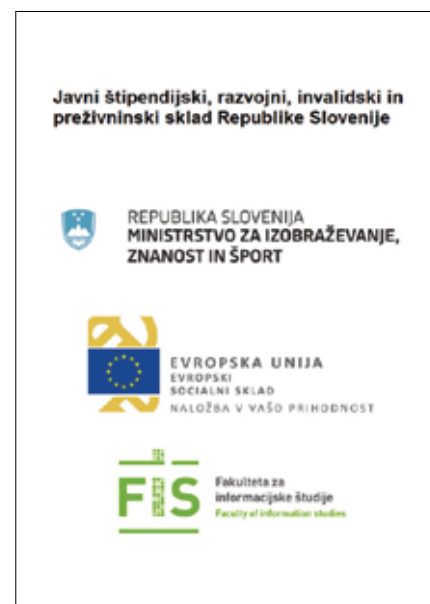 Javni štipendijski, razvojni, invalidski in
preživninski sklad Republike Slovenije
REPUBLIKA SLOVENIJA
MINISTRSTVO ZA IZOBRAŽEVANJE,
ZNANOST IN ŠPORT
EVROPSKA UNIJA
EVROPSKI
SOCIALNI SKLAD
NALOŽBA V VAŠO PRIHODNOST
FIS
Fakulteta za
informacijske študije
Faculty of information studies